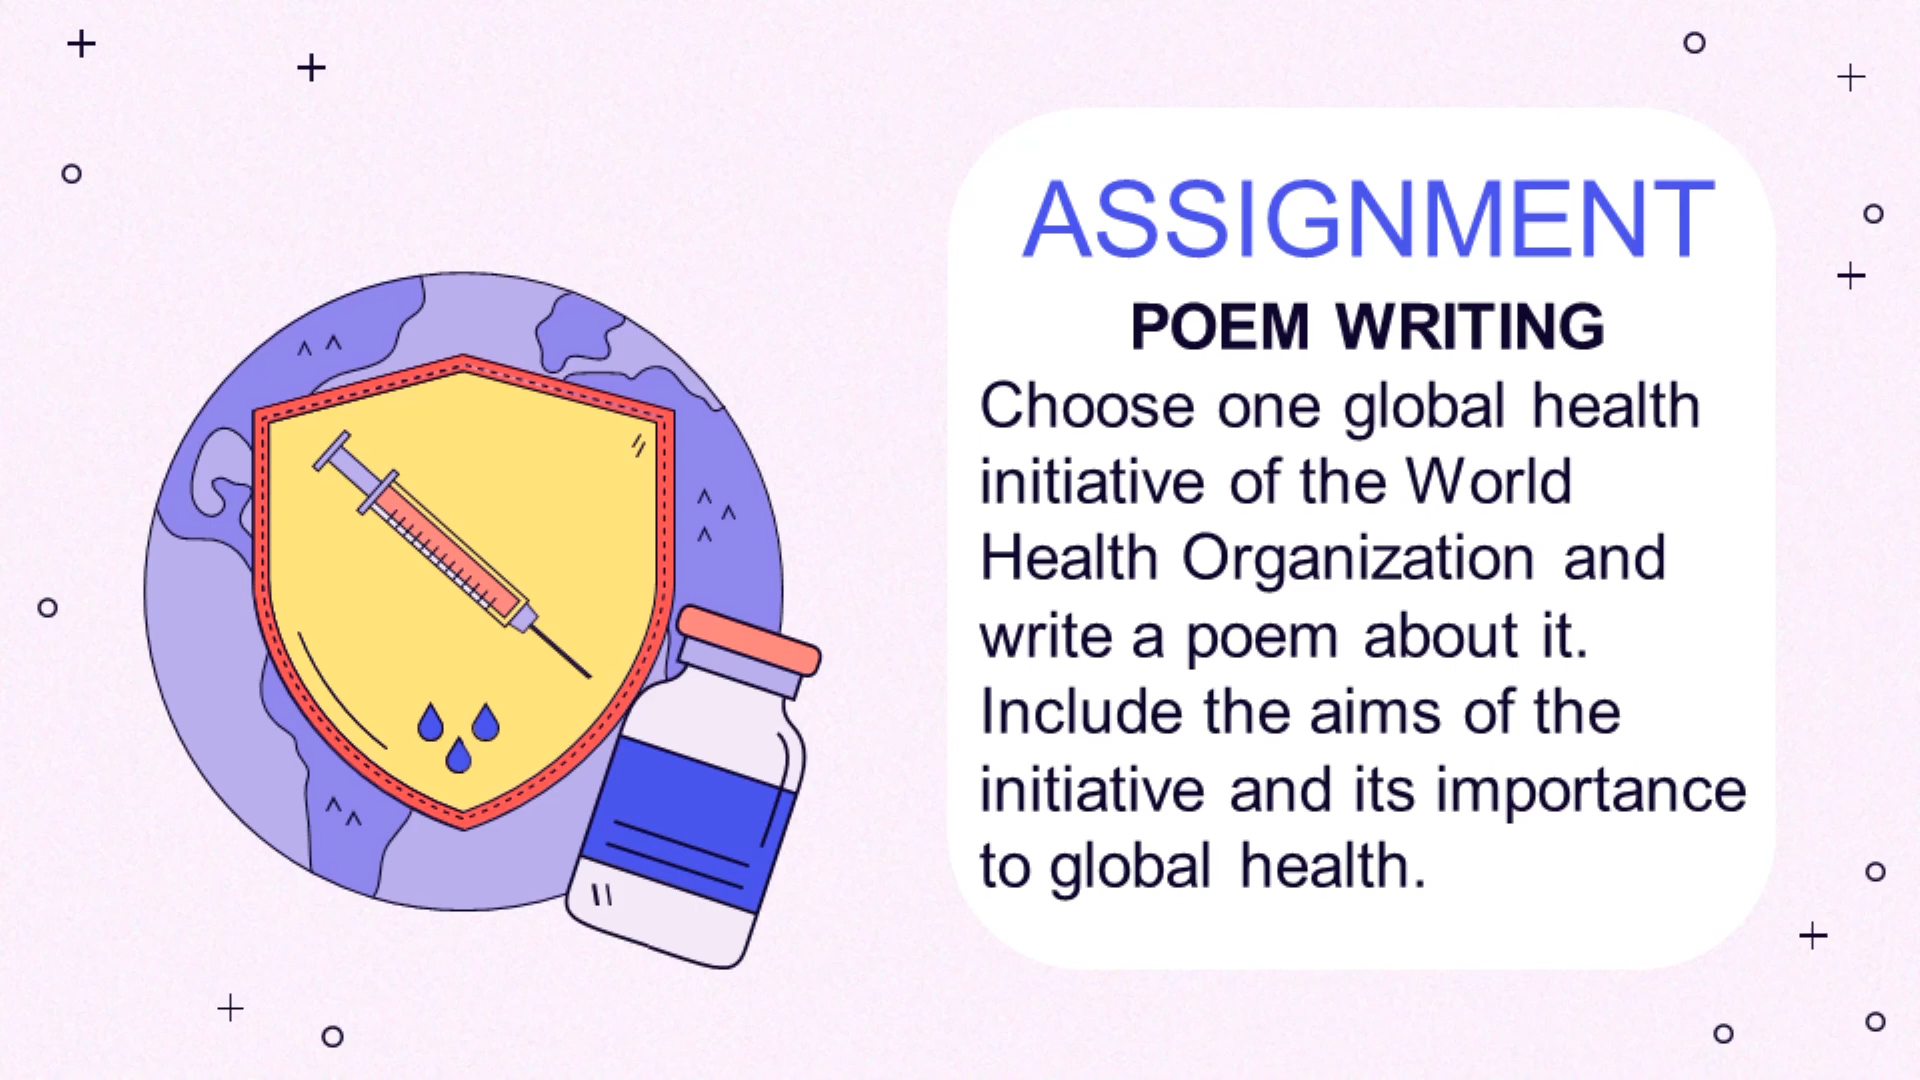 ASSIGNMENT
POEM WRITING
Choose one global health
initiative of the World
Health Organization and
write a poem about it.
Include the aims of the
initiative and its importance
to global health.